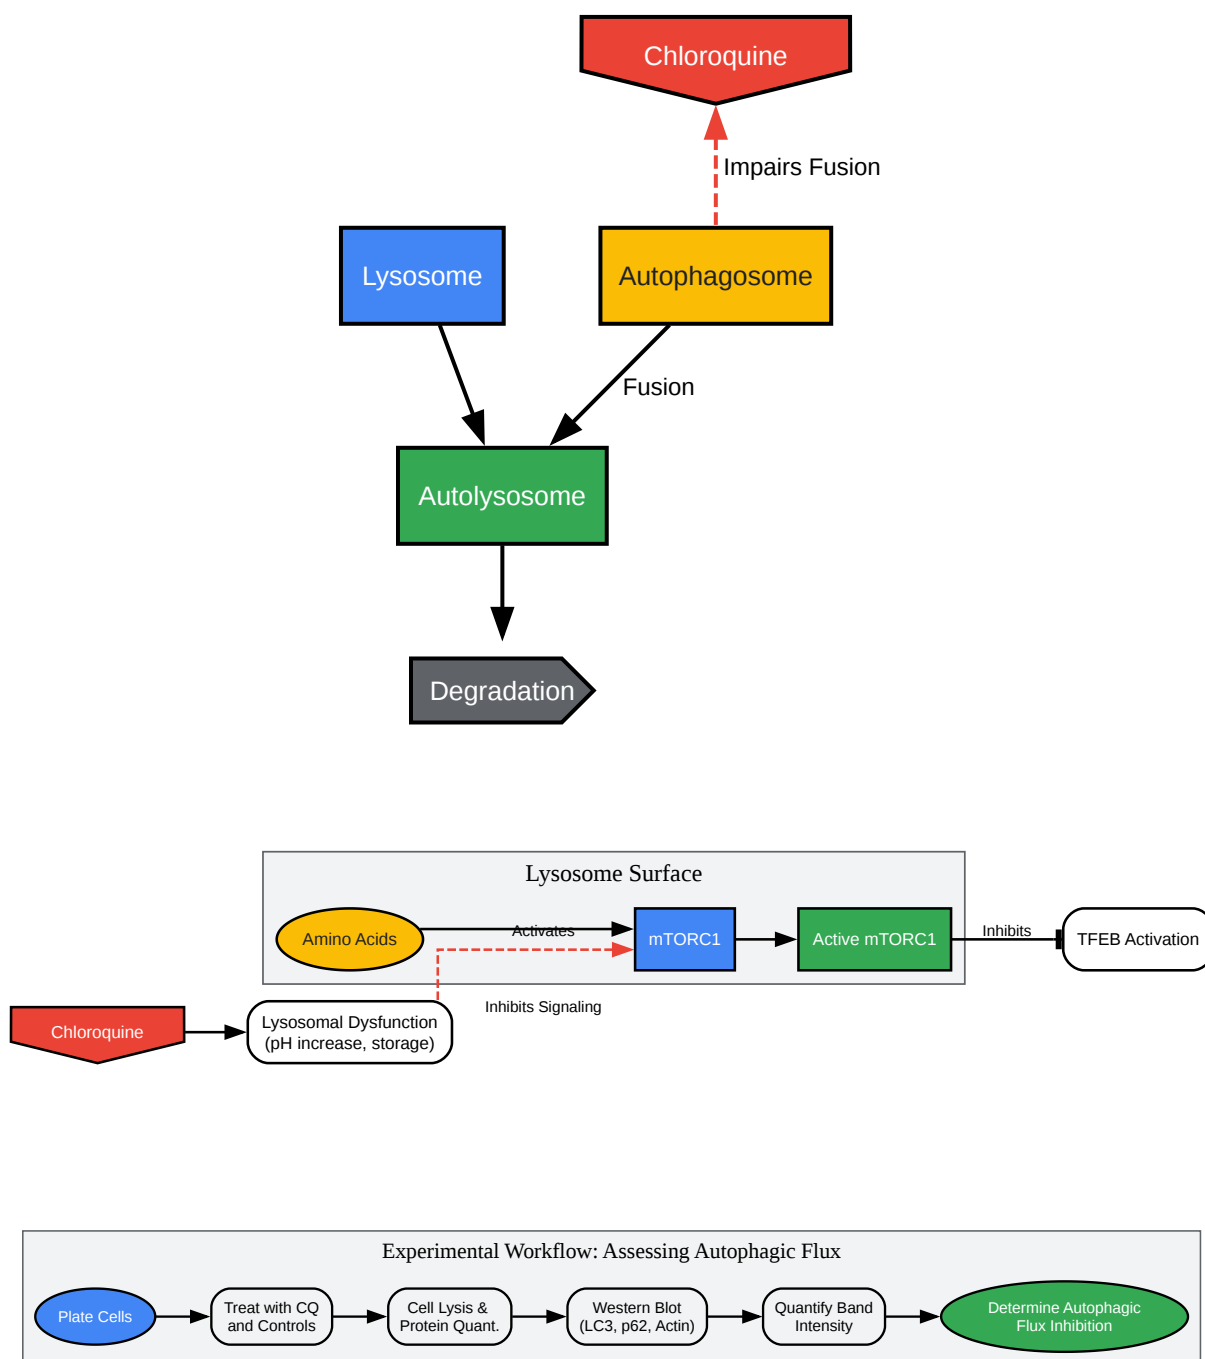 Chloroquine
Impairs Fusion
Lysosome
Autophagosome
Fusion
Autolysosome
Degradation
Lysosome Surface
Amino Acids
Activates
mTORC1
Active mTORC1
Inhibits
TFEB Activation
Inhibits Signaling
Chloroquine
Lysosomal Dysfunction
(pH increase, storage)
Experimental Workflow: Assessing Autophagic Flux
Plate Cells
Treat with CQ
and Controls
Cell Lysis &
Protein Quant.
Western Blot
(LC3, p62, Actin)
Quantify Band
Intensity
Determine Autophagic
Flux Inhibition